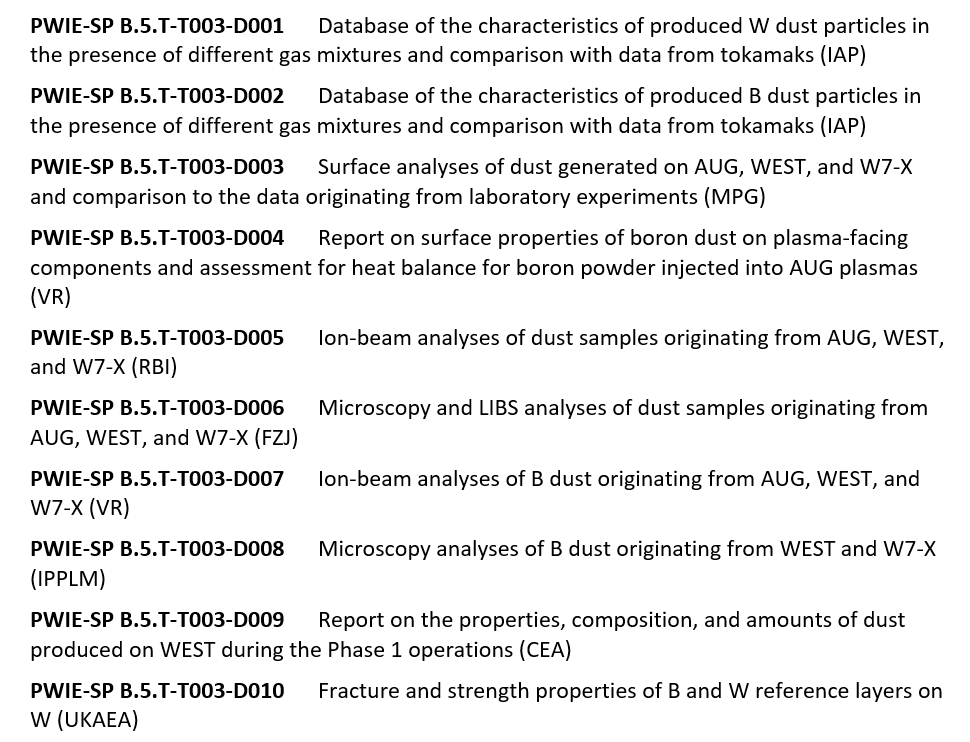 PWIE-SP B.5.T-T003-D001 Database of the characteristics of produced W dust particles in
the presence of different gas mixtures and comparison with data from tokamaks (IAP)
PWIE-SP B.5.T-T003-D002 Database of the characteristics of produced B dust particles in
the presence of different gas mixtures and comparison with data from tokamaks (IAP)
PWIE-SP B.5.T-T003-D003 Surface analyses of dust generated on AUG, WEST, and W7-X
and comparison to the data originating from laboratory experiments (MPG)
PWIE-SP B.5.T-T003-D004 Report on surface properties of boron dust on plasma-facing
components and assessment for heat balance for boron powder injected into AUG plasmas
(VR)
PWIE-SP B.5.T-T003-D005 Ion-beam analyses of dust samples originating from AUG, WEST,
and W7-X (RBI)
PWIE-SP B.5.T-T003-D006 Microscopy and LIBS analyses of dust samples originating from
AUG, WEST, and W7-X (FZJ)
PWIE-SP B.5.T-T003-D007 Ion-beam analyses of B dust originating from AUG, WEST, and
W7-X (VR)
PWIE-SP B.5.T-T003-D008 Microscopy analyses of B dust originating from WEST and W7-X
(IPPLM)
PWIE-SP B.5.T-T003-D009 Report on the properties, composition, and amounts of dust
produced on WEST during the Phase 1 operations (CEA)
PWIE-SP B.5.T-T003-D010 Fracture and strength properties of B and W reference layers on
W (UKAEA)